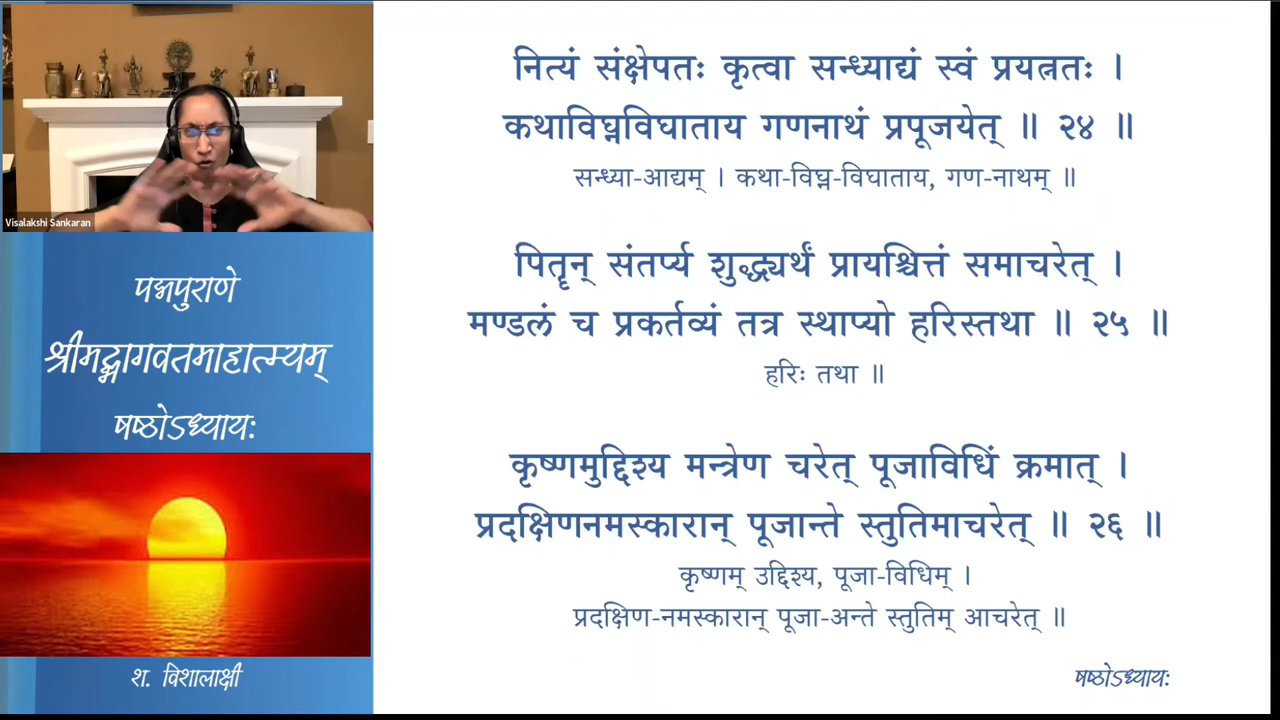 Visalakshi Sankaran
पद्मपुराणे
श्रीमद्भागवतमाहात्म्यम्
षष्ठोऽध्यायः
श. विशालाक्षी
नित्यं संक्षेपतः कृत्वा सन्ध्याद्यं स्वं प्रयत्नतः ।
कथाविघ्नविघाताय गणनाथं प्रपूजयेत् ॥ २४ ॥
सन्ध्या-आद्यम् । कथा-विघ्न-विघाताय, गण-नाथम् ॥
पितॄन् संतर्प्य शुद्ध्यर्थं प्रायश्चित्तं समाचरेत् ।
मण्डलं च प्रकर्तव्यं तत्र स्थाप्यो हरिस्तथा ॥ २५ ॥
हरिः तथा ॥
कृष्णमुद्दिश्य मन्त्रेण चरेत् पूजाविधिं क्रमात् ।
प्रदक्षिणनमस्कारान् पूजान्ते स्तुतिमाचरेत् ॥ २६ ॥
कृष्णम् उद्दिश्य, पूजा-विधिम् ।
प्रदक्षिण-नमस्कारान् पूजा-अन्ते स्तुतिम् आचरेत् ॥
षष्ठोऽध्यायः